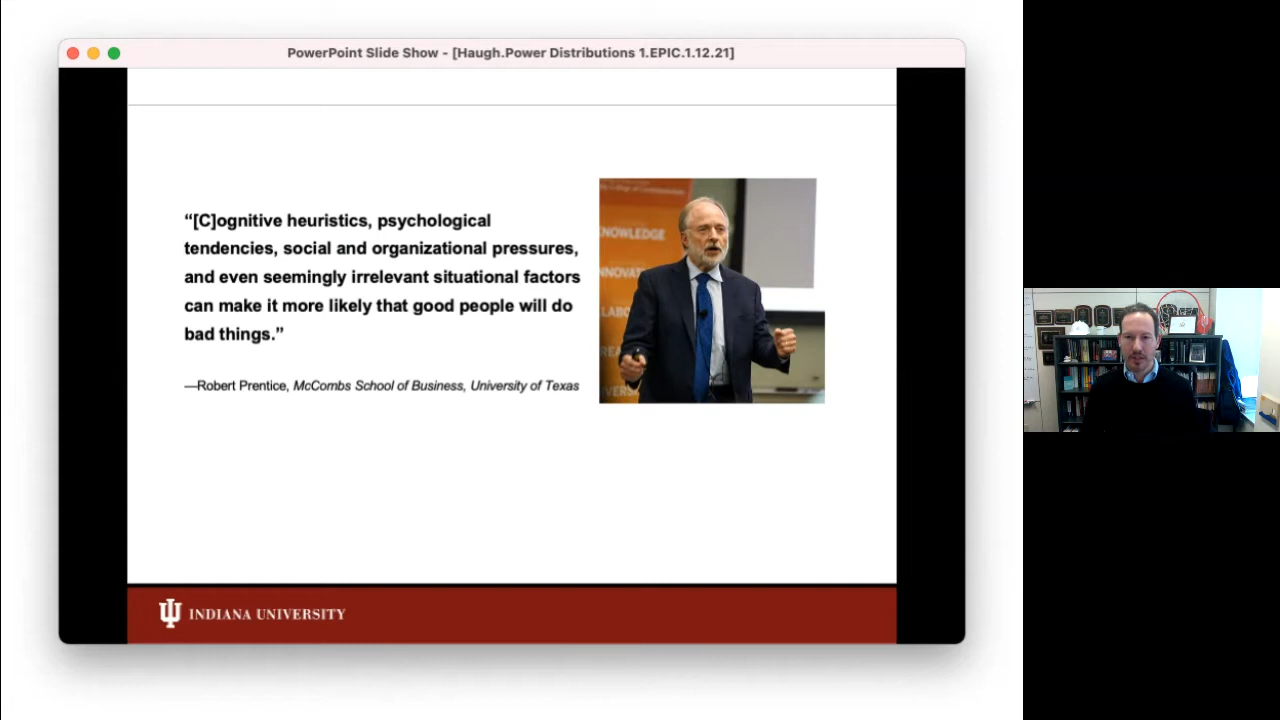 PowerPoint Slide Show - [Haugh.Power Distributions 1.EPIC.1.12.21]
“[C]ognitive heuristics, psychological
tendencies, social and organizational pressures,
and even seemingly irrelevant situational factors
can make it more likely that good people will do
bad things.”
—Robert Prentice, McCombs School of Business, University of Texas
KNOWLEDGE
INDIANA UNIVERSITY